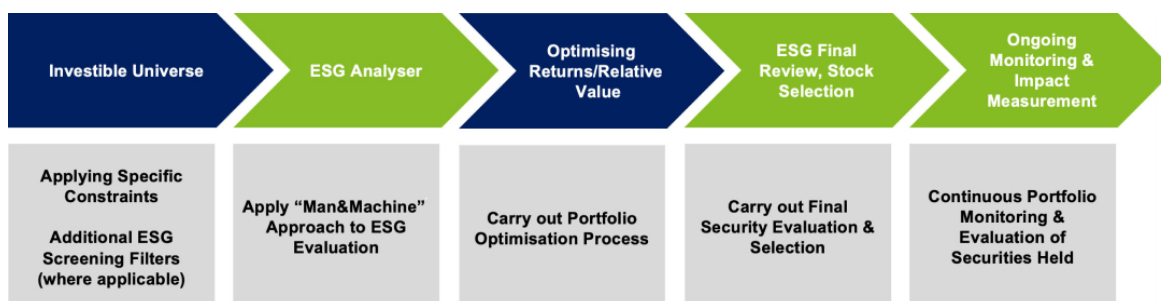 Investible Universe
ESG Analyser
Optimising
Returns/Relative
Value
ESG Final
Review, Stock
Selection
Ongoing
Monitoring &
Impact
Measurement
Applying Specific
Constraints
Additional ESG
Screening Filters
(where applicable)
Apply “Man&Machine”
Approach to ESG
Evaluation
Carry out Portfolio
Optimisation Process
Carry out Final
Security Evaluation &
Selection
Continuous Portfolio
Monitoring &
Evaluation of
Securities Held